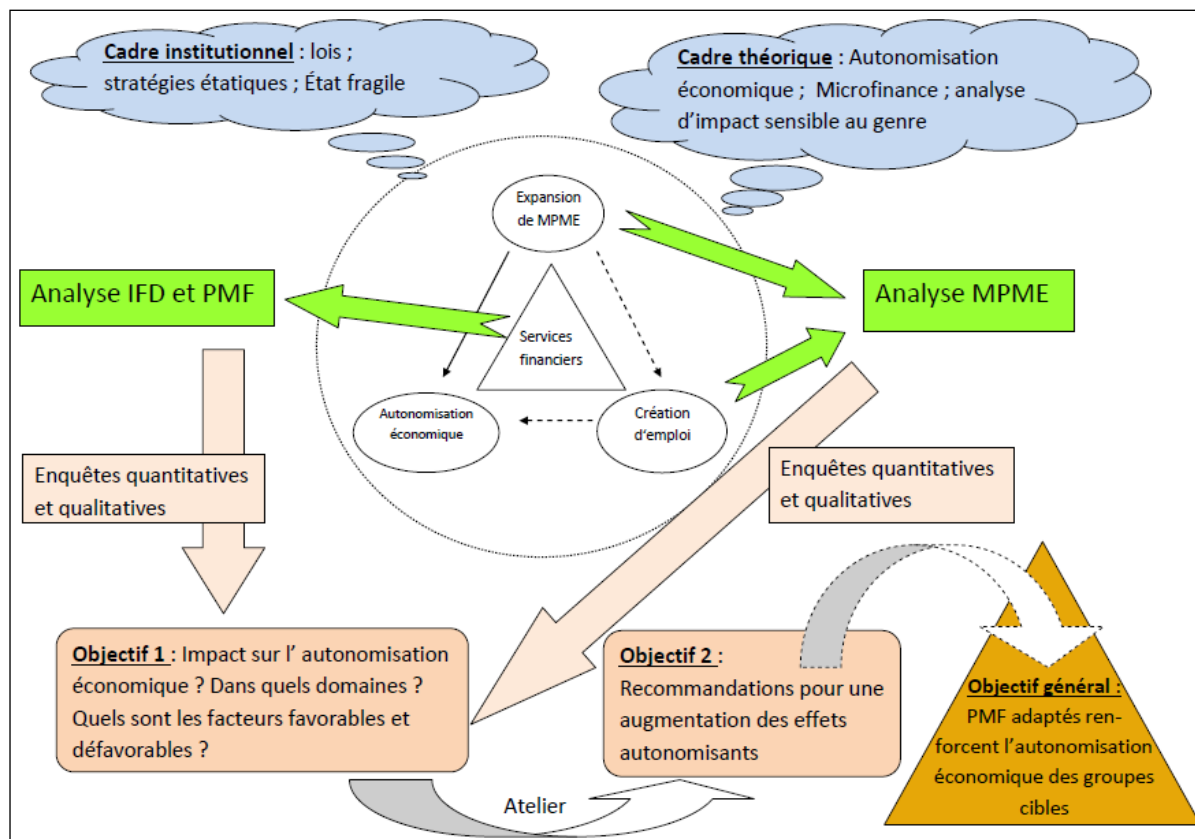 Cadre institutionnel : lois ;
stratégies étatiques ; État fragile
Cadre théorique : Autonomisation
économique ; Microfinance ; analyse
d'impact sensible au genre
Expansion
de MPME
Analyse IFD et PMF
Analyse MPME
Services
financiers
Autonomisation
économique
Création
d'emploi
Enquêtes quantitatives
et qualitatives
Enquêtes quantitatives
et qualitatives
Objectif 1 : Impact sur l' autonomisation
économique ? Dans quels domaines ?
Quels sont les facteurs favorables et
défavorables ?
Objectif 2 :
Recommandations pour une
augmentation des effets
autonomisants
Objectif général :
PMF adaptés ren-
forcent l'autonomisation
économique des groupes
cibles
Atelier